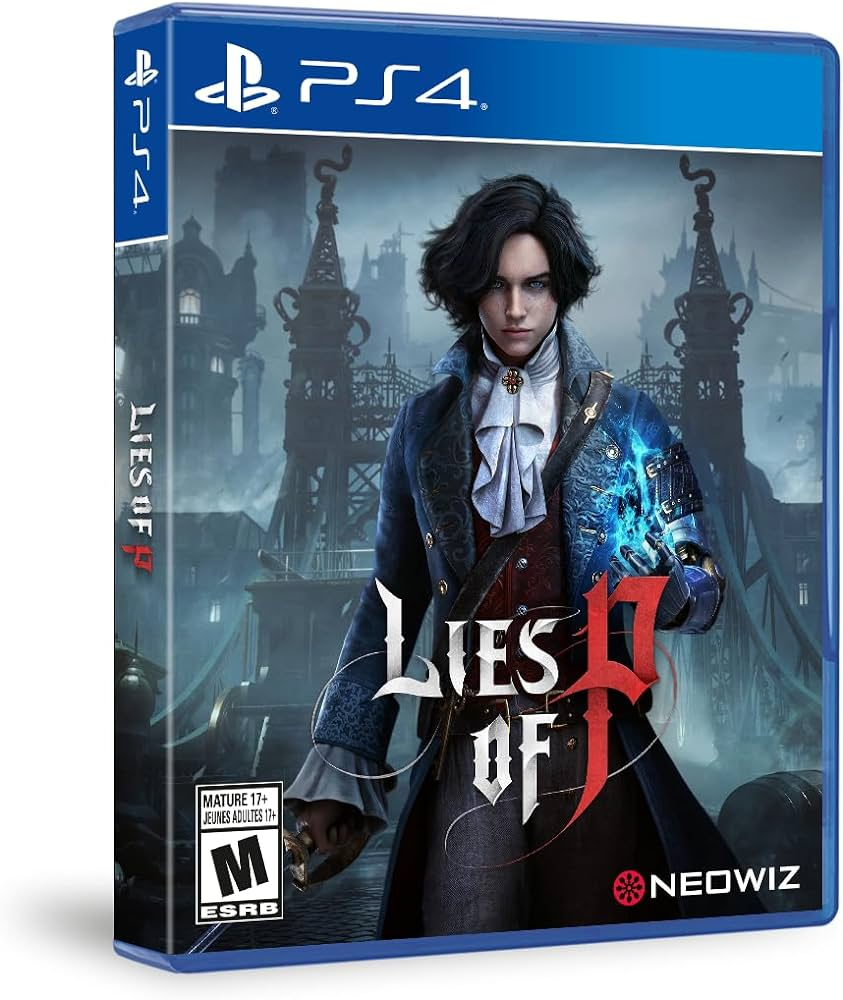 PS4
PS4
LIES OF P
LIES
OF P
MATURE 17+
JEUNES ADULTES 17+
M
ESRB
NEOWIZ